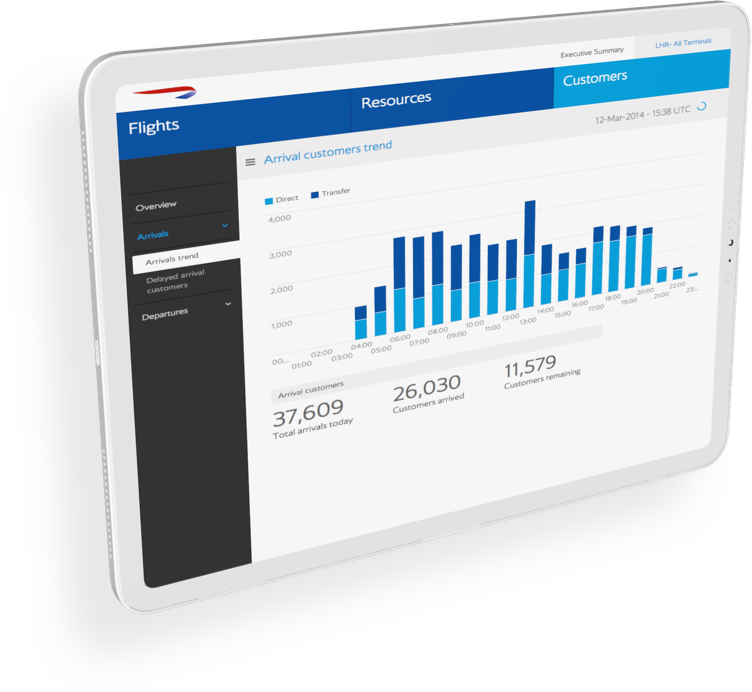 Executive Summary
LHR- All Terminals
Flights
Resources
Customers
12-Mar-2014 - 15:38 UTC
Arrival customers trend
Overview
Arrivals
Arrivals trend
Delayed arrival
customers
Departures
Direct
Transfer
4,000
3,000
2,000
1,000
00:...
01:00
02:00
03:00
04:00
05:00
06:00
07:00
08:00
09:00
10:00
11:00
12:00
13:00
14:00
15:00
16:00
17:00
18:00
19:00
20:00
21:00
22:00
23...
Arrival customers
37,609
Total arrivals today
26,030
Customers arrived
11,579
Customers remaining